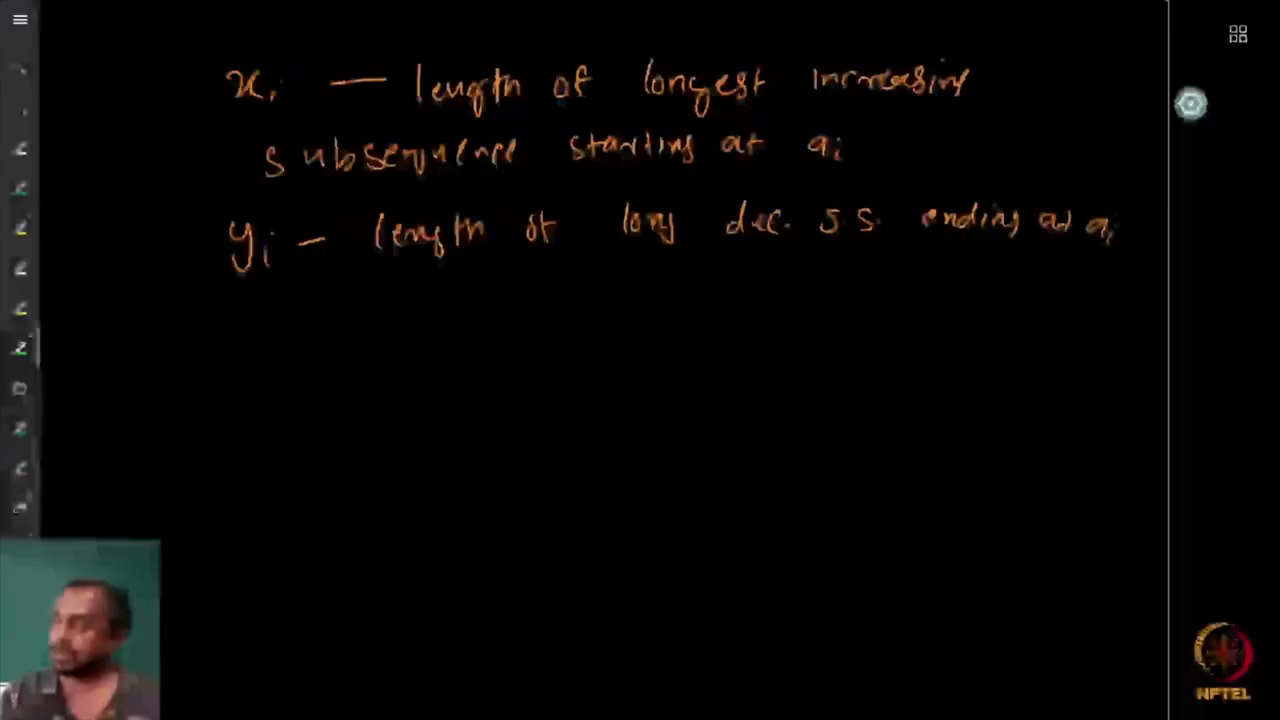 xᵢ — length of longest increasing
subsequence starting at aᵢ
yᵢ — length of long dec. s.s. ending at aᵢ
NPTEL